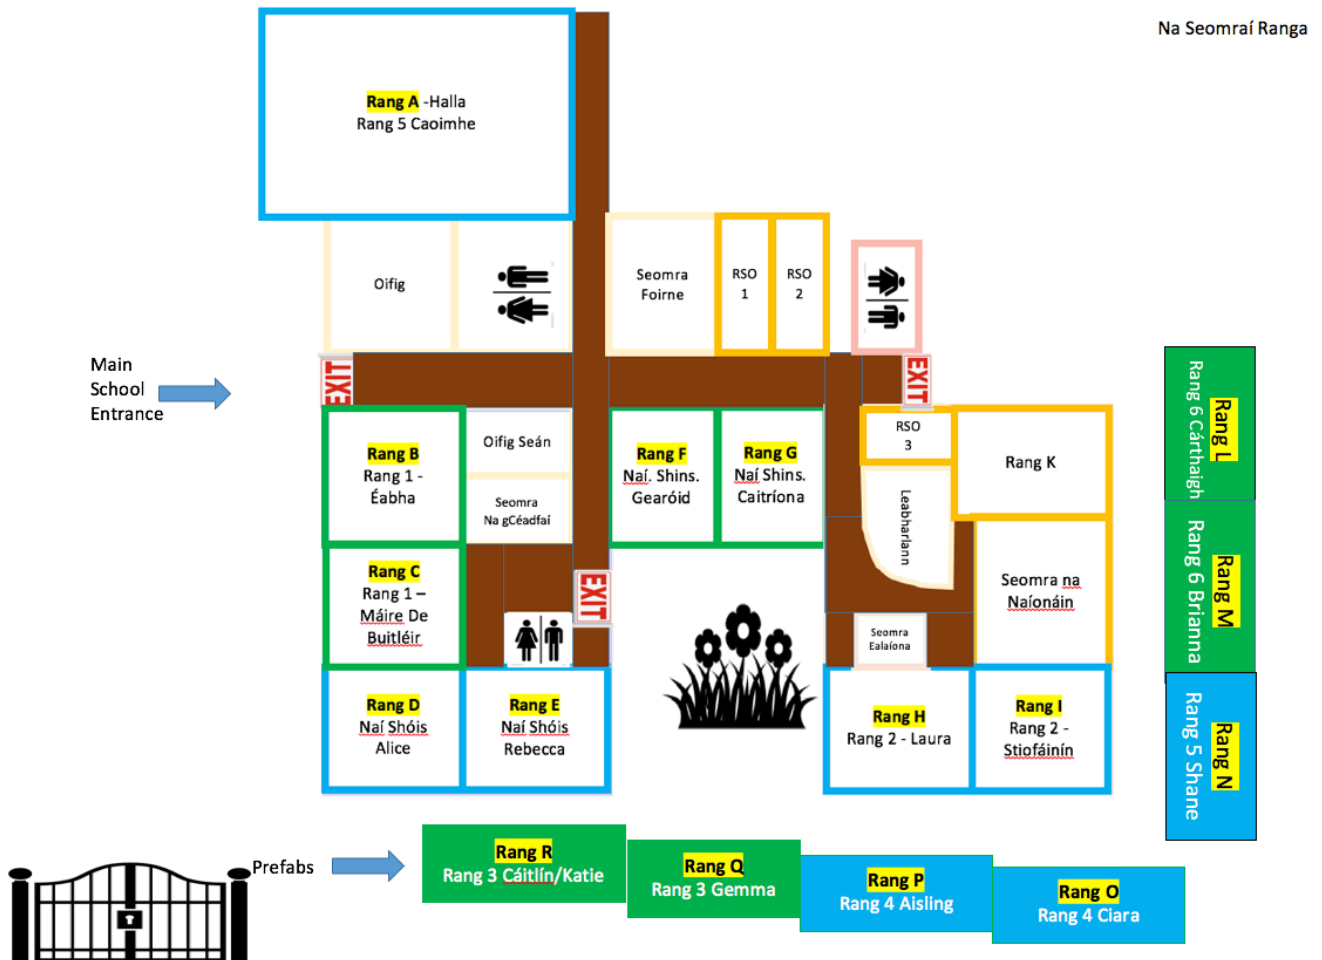 Na Seomraí Ranga
Rang A -Halla
Rang 5 Caoimhe
Oifig
Seomra
Foirne
RSO
1
RSO
2
Main
School
Entrance
EXIT
EXIT
Rang B
Rang 1 -
Éabha
Oifig Seán
Seomra
Na gCéadfaí
Rang F
Naí. Shins.
Gearóid
Rang G
Naí Shins.
Caitríona
RSO
3
Rang K
Leabharlann
Rang L
Rang 6 Cárthaigh
Rang C
Rang 1 –
Máire De
Buitléir
EXIT
Seomra na
Naíonáin
Rang M
Rang 6 Brianna
Seomra
Ealaíona
Rang D
Naí Shóis
Alice
Rang E
Naí Shóis
Rebecca
Rang H
Rang 2 - Laura
Rang I
Rang 2 -
Stiofáinín
Rang N
Rang 5 Shane
Prefabs
Rang R
Rang 3 Cáitlín/Katie
Rang Q
Rang 3 Gemma
Rang P
Rang 4 Aisling
Rang O
Rang 4 Ciara